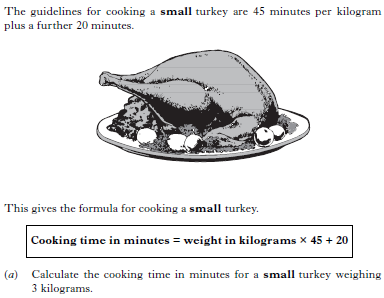 The guidelines for cooking a small turkey are 45 minutes per kilogram
plus a further 20 minutes.
This gives the formula for cooking a small turkey.
Cooking time in minutes = weight in kilograms × 45 + 20
(a) Calculate the cooking time in minutes for a small turkey weighing
3 kilograms.